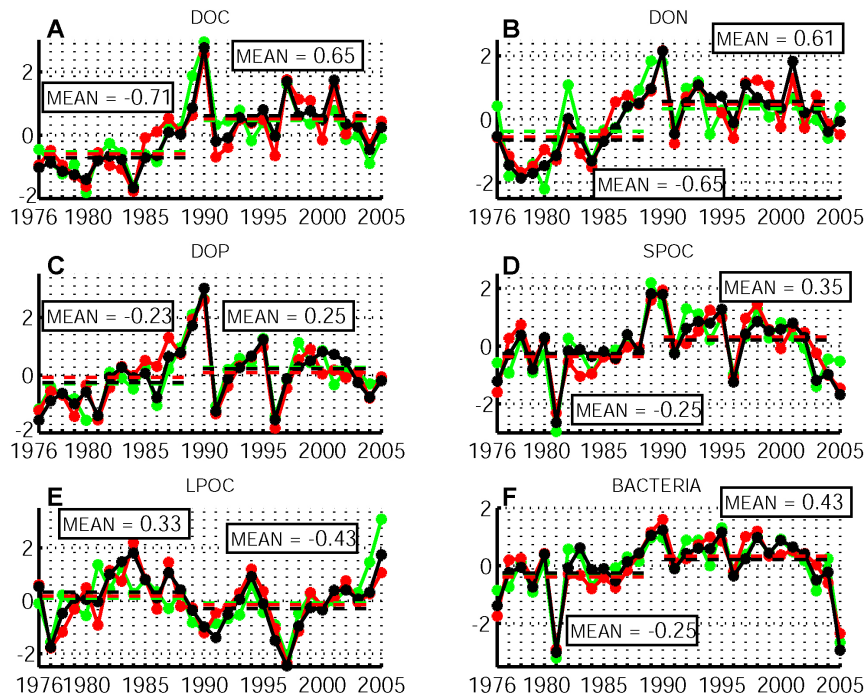 A DOC
MEAN = 0.65
MEAN = -0.71
2
0
-2
1976 1980 1985 1990 1995 2000 2005
B DON
MEAN = 0.61
MEAN = -0.65
2
0
-2
1976 1980 1985 1990 1995 2000 2005
C DOP
MEAN = -0.23 MEAN = 0.25
2
0
-2
1976 1980 1985 1990 1995 2000 2005
D SPOC
MEAN = 0.35
MEAN = -0.25
2
0
-2
1976 1980 1985 1990 1995 2000 2005
E LPOC
MEAN = 0.33
MEAN = -0.43
2
0
-2
1976 1980 1985 1990 1995 2000 2005
F BACTERIA
MEAN = 0.43
MEAN = -0.25
2
0
-2
1976 1980 1985 1990 1995 2000 2005